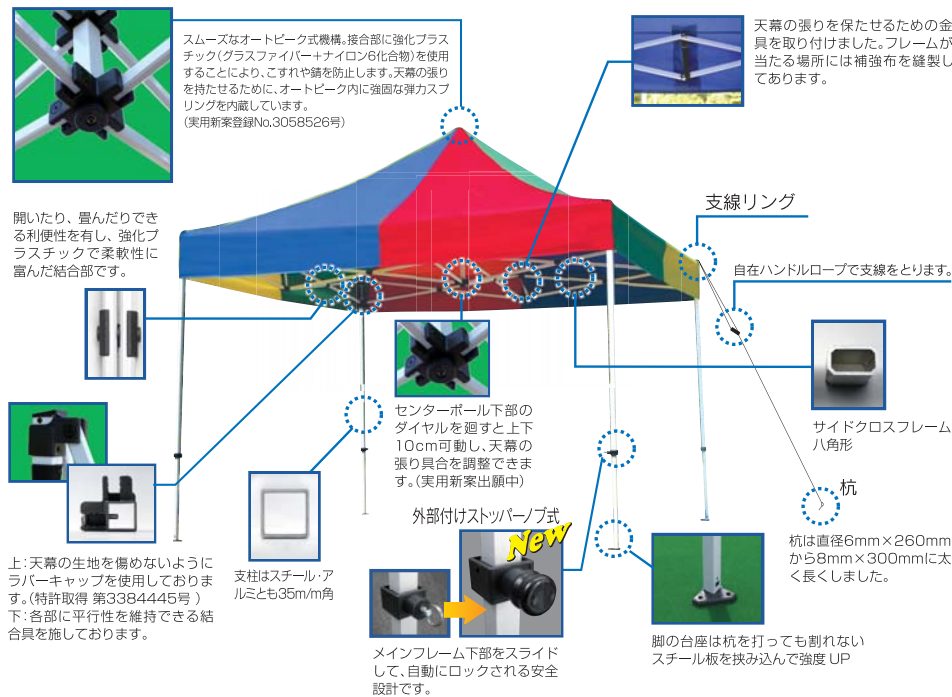 スムーズなオートピーク式機構。接合部に強化プラス
チック(グラスファイバー+ナイロン6化合物)を使用
することにより、こすれや錆を防止します。天幕の張り
を持たせるために、オートピーク内に強固な弾力スプ
リングを内蔵しています。
(実用新案登録No.3058526号)
天幕の張りを保たせるための金
具を取り付けました。フレームが
当たる場所には補強布を縫製し
てあります。
開いたり、畳んだりでき
る利便性を有し、強化プ
ラスチックで柔軟性に
富んだ結合部です。
支線リング
自在ハンドルロープで支線をとります。
センターポール下部の
ダイヤルを廻すと上下
10cm可動し、天幕の
張り具合を調整できま
す。(実用新案出願中)
サイドクロスフレーム
八角形
杭
杭は直径6mm×260mm
から8mm×300mmに太
く長くしました。
上:天幕の生地を傷めないように
ラバーキャップを使用しておりま
す。(特許取得 第3384445号 )
下:各部に平行性を維持できる結
合具を施しております。
支柱はスチール・ア
ルミとも35m/m角
外部付けストッパーノブ式
New
メインフレーム下部をスライド
して、自動にロックされる安全
設計です。
脚の台座は杭を打っても割れない
スチール板を挟み込んで強度 UP